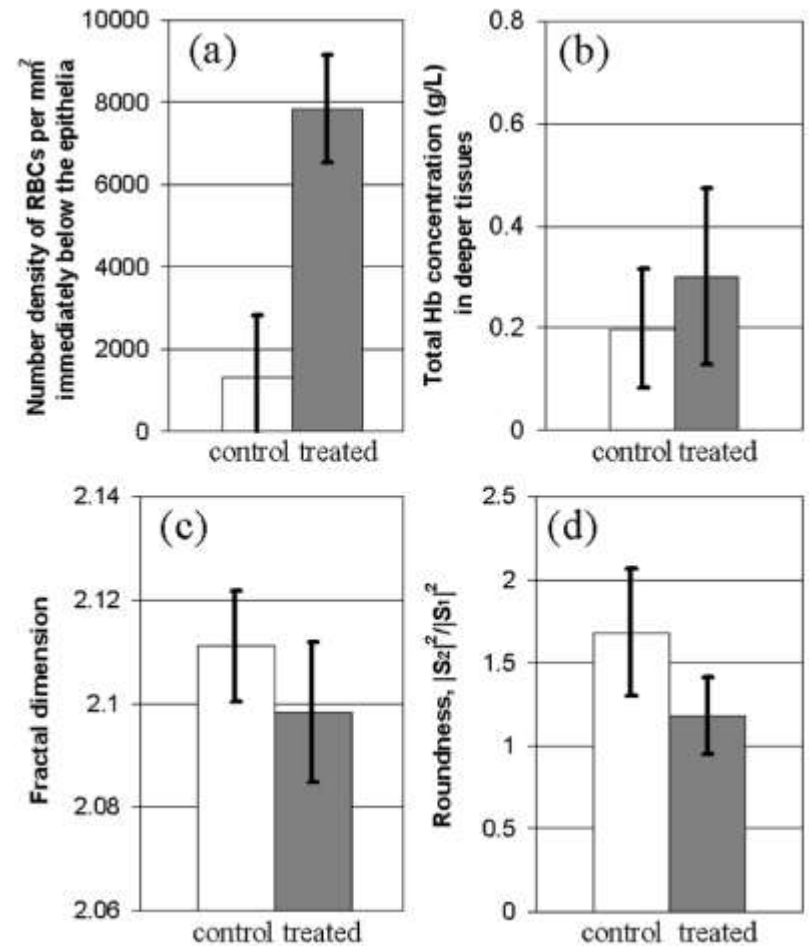 (a)
Number density of RBCs per mm²
immediately below the epithelia
10000
8000
6000
4000
2000
0
control treated
(b)
Total Hb concentration (g/L)
in deeper tissues
0.8
0.6
0.4
0.2
0
control treated
(c)
Fractal dimension
2.14
2.12
2.1
2.08
2.06
control treated
(d)
Roundness, |S₂|²/|S₁|²
2.5
2
1.5
1
0.5
0
control treated